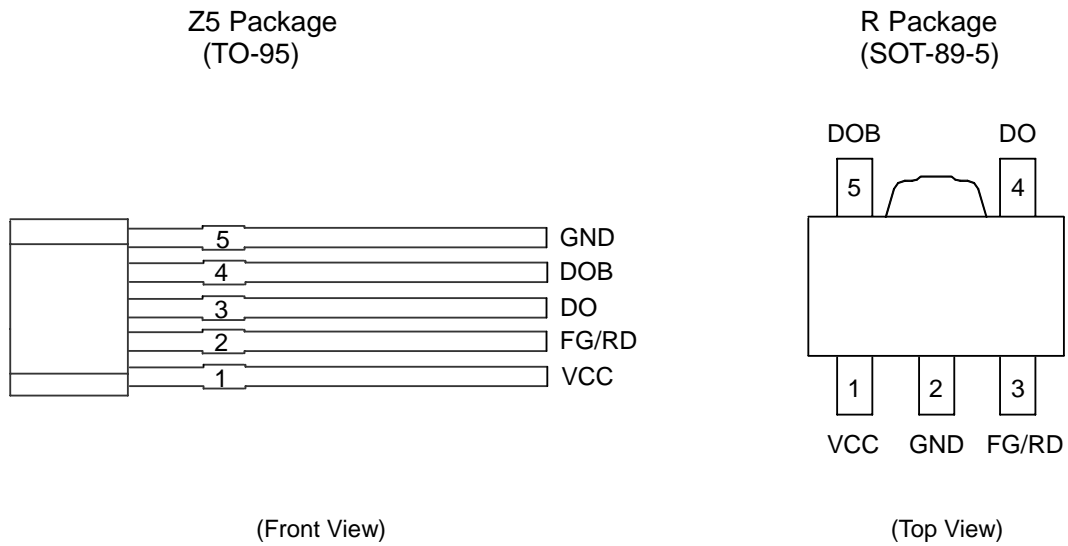 Z5 Package
(TO-95)
5 GND
4 DOB
3 DO
2 FG/RD
1 VCC
(Front View)
R Package
(SOT-89-5)
DOB DO
5 4
1 2 3
VCC GND FG/RD
(Top View)